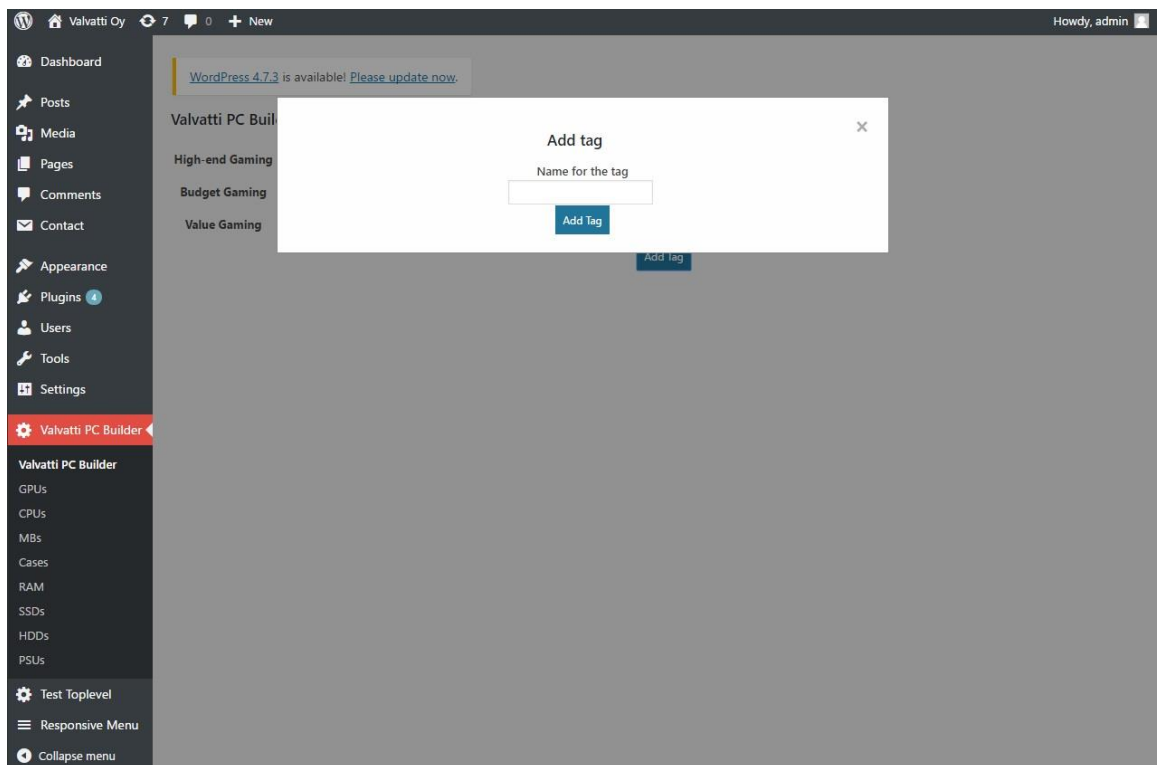 Valvatti Oy 7 0 + New Howdy, admin
Dashboard
Posts
Media
Pages
Comments
Contact
Appearance
Plugins 4
Users
Tools
Settings
Valvatti PC Builder
Valvatti PC Builder
GPUs
CPUs
MBs
Cases
RAM
SSDs
HDDs
PSUs
Test Toplevel
Responsive Menu
Collapse menu
WordPress 4.7.3 is available! Please update now.
Valvatti PC Buil
High-end Gaming
Budget Gaming
Value Gaming
×
Add tag
Name for the tag
Add Tag
Add Tag